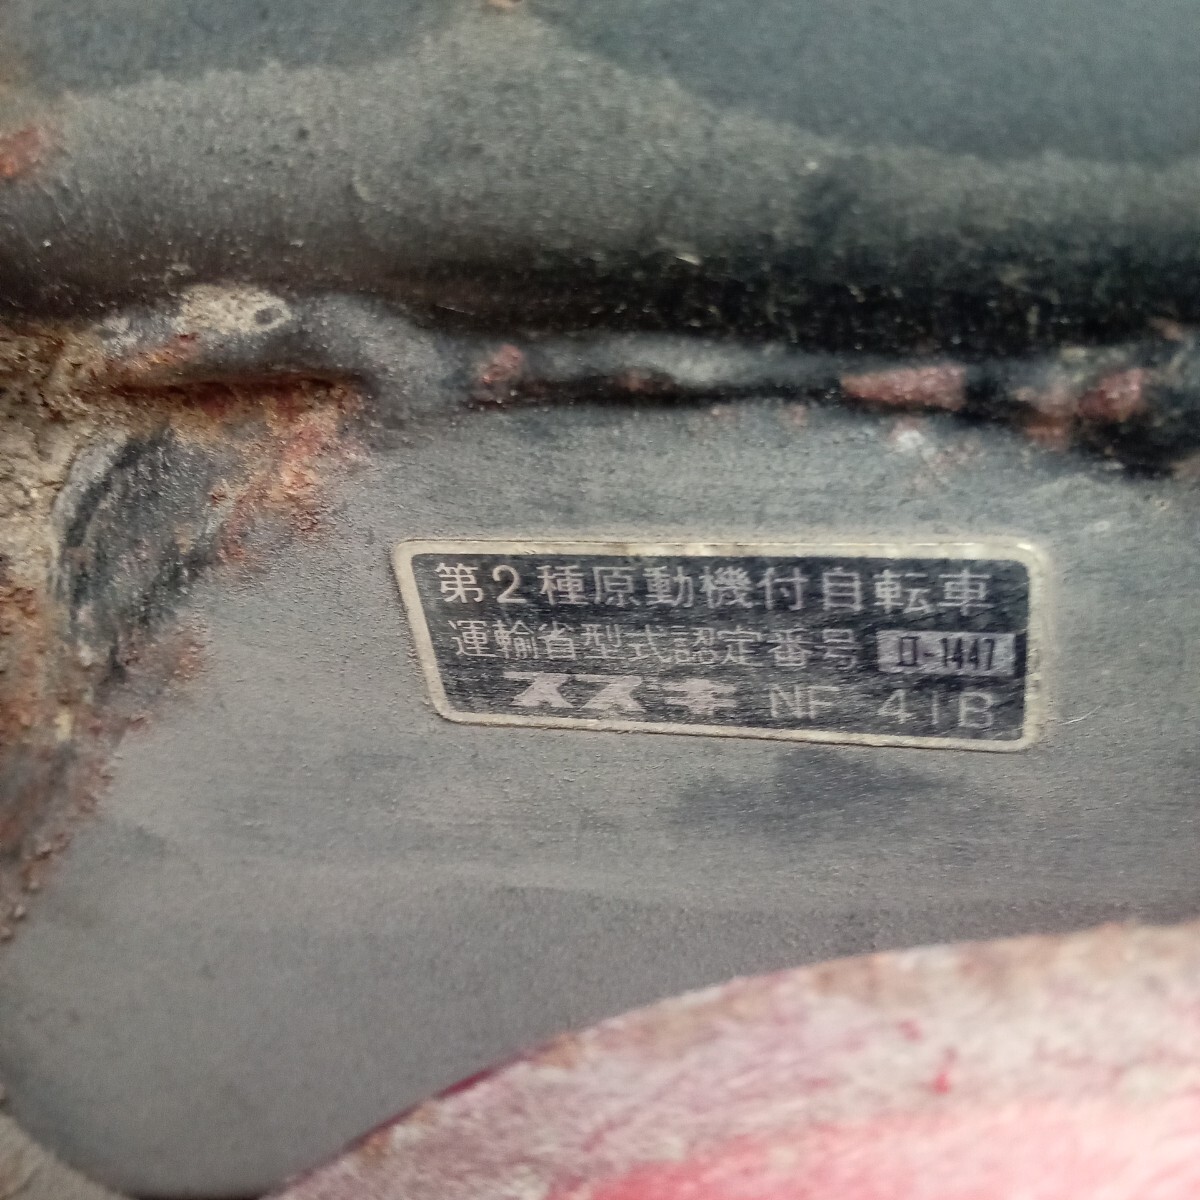 第2種原動機付自転車
運輸省型式認定番号 II-1447
スズキ NF 41B